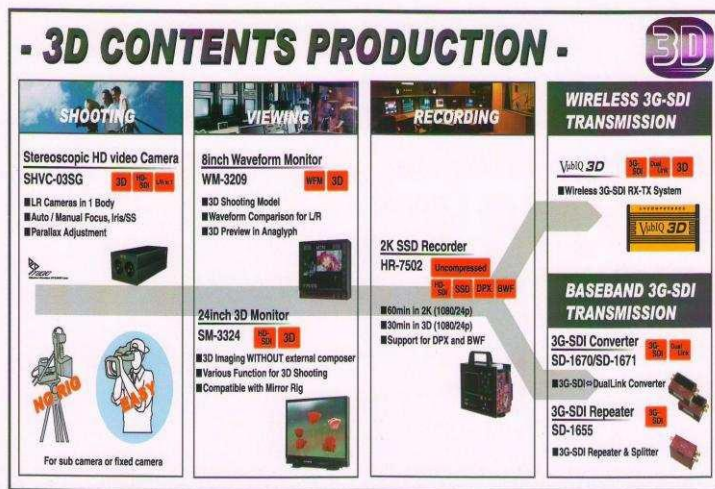 - 3D CONTENTS PRODUCTION -
3D
SHOOTING
Stereoscopic HD video Camera
SHVC-03SG
3D
HD-SDI
L/R in 1
■LR Cameras in 1 Body
■Auto / Manual Focus, Iris/SS
■Parallax Adjustment
NO RIG
EASY
For sub camera or fixed camera
VIEWING
8inch Waveform Monitor
WM-3209
WFM
3D
■3D Shooting Model
■Waveform Comparison for L/R
■3D Preview in Anaglyph
24inch 3D Monitor
SM-3324
HD-SDI
3D
■3D Imaging WITHOUT external composer
■Various Function for 3D Shooting
■Compatible with Mirror Rig
RECORDING
2K SSD Recorder
HR-7502
Uncompressed
HD-SDI
SSD
DPX
BWF
■60min in 2K (1080/24p)
■30min in 3D (1080/24p)
■Support for DPX and BWF
WIRELESS 3G-SDI
TRANSMISSION
VubIQ 3D
3G-SDI
Dual Link
3D
■Wireless 3G-SDI RX-TX System
VubIQ 3D
BASEBAND 3G-SDI
TRANSMISSION
3G-SDI Converter
SD-1670/SD-1671
3G-SDI
Dual Link
■3G-SDI⇔DualLink Converter
3G-SDI Repeater
SD-1655
3G-SDI
■3G-SDI Repeater & Splitter